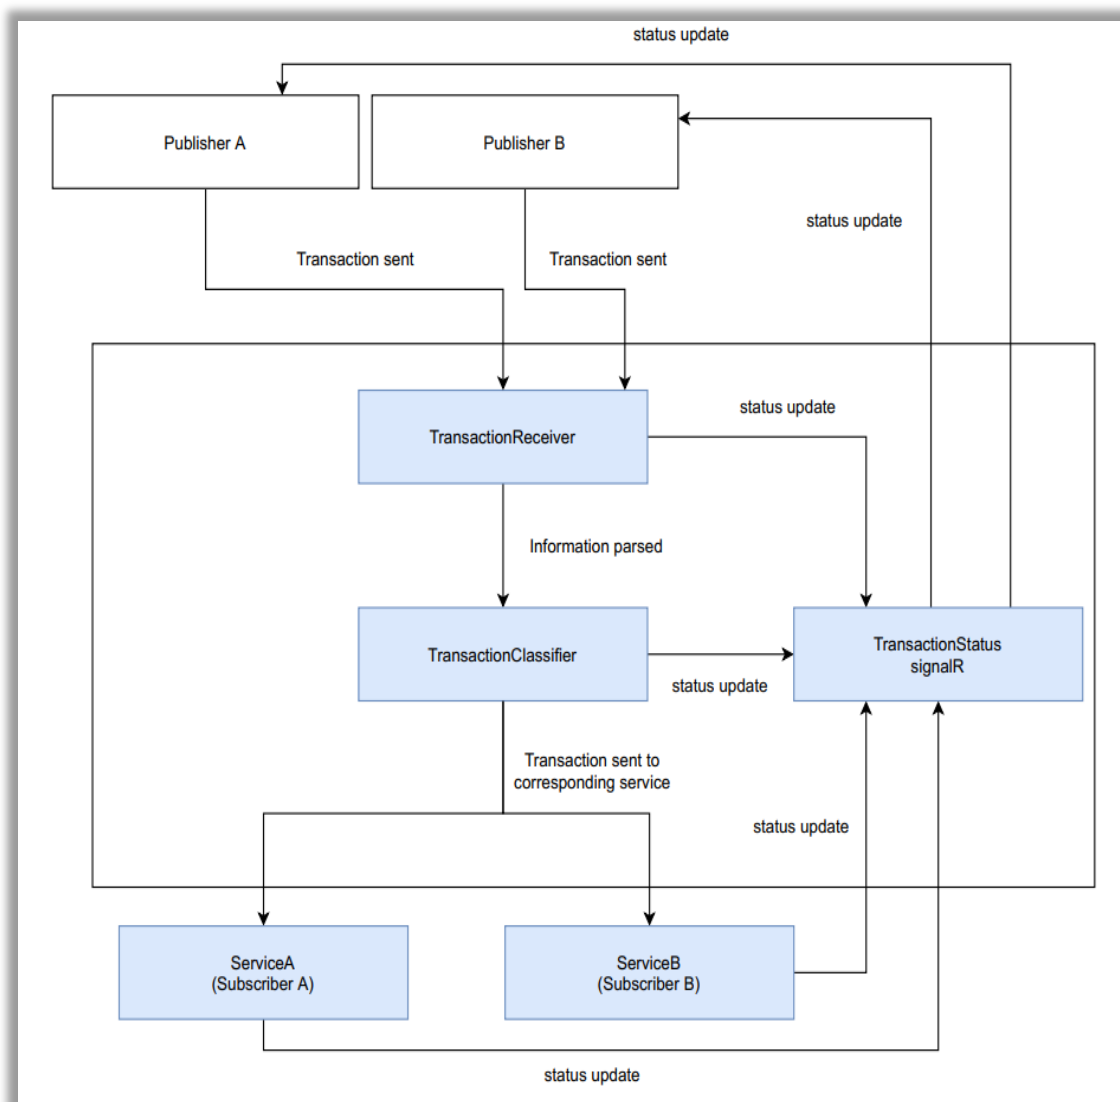 status update
Publisher A
Publisher B
status update
Transaction sent
Transaction sent
TransactionReceiver
status update
Information parsed
TransactionClassifier
status update
TransactionStatus
signalR
Transaction sent to
corresponding service
status update
ServiceA
(Subscriber A)
ServiceB
(Subscriber B)
status update